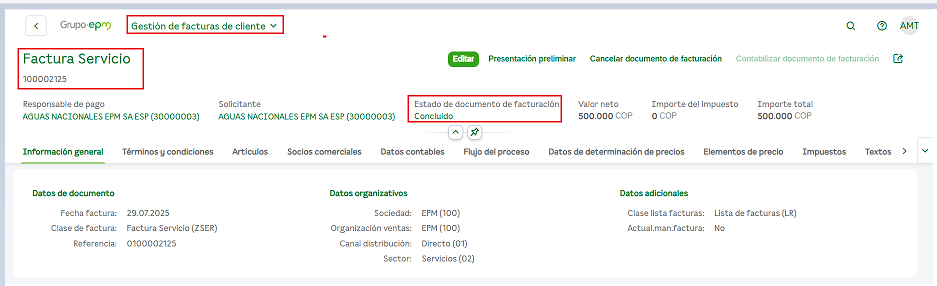 Grupo·epm Gestión de facturas de cliente AMT
Factura Servicio
100002125
Editar Presentación preliminar Cancelar documento de facturación Contabilizar documento de facturación
Responsable de pago Solicitante Estado de documento de facturación Valor neto Importe del impuesto Importe total
AGUAS NACIONALES EPM SA ESP (30000003) AGUAS NACIONALES EPM SA ESP (30000003) Concluido 500.000 COP 0 COP 500.000 COP
Información general Términos y condiciones Artículos Socios comerciales Datos contables Flujo del proceso Datos de determinación de precios Elementos de precio Impuestos Textos
Datos de documento Datos organizativos Datos adicionales
Fecha factura: 29.07.2025 Sociedad: EPM (100) Clase lista facturas: Lista de facturas (LR)
Clase de factura: Factura Servicio (ZSER) Organización ventas: EPM (100) Actual.man.factura: No
Referencia: 0100002125 Canal distribución: Directo (01)
Sector: Servicios (02)